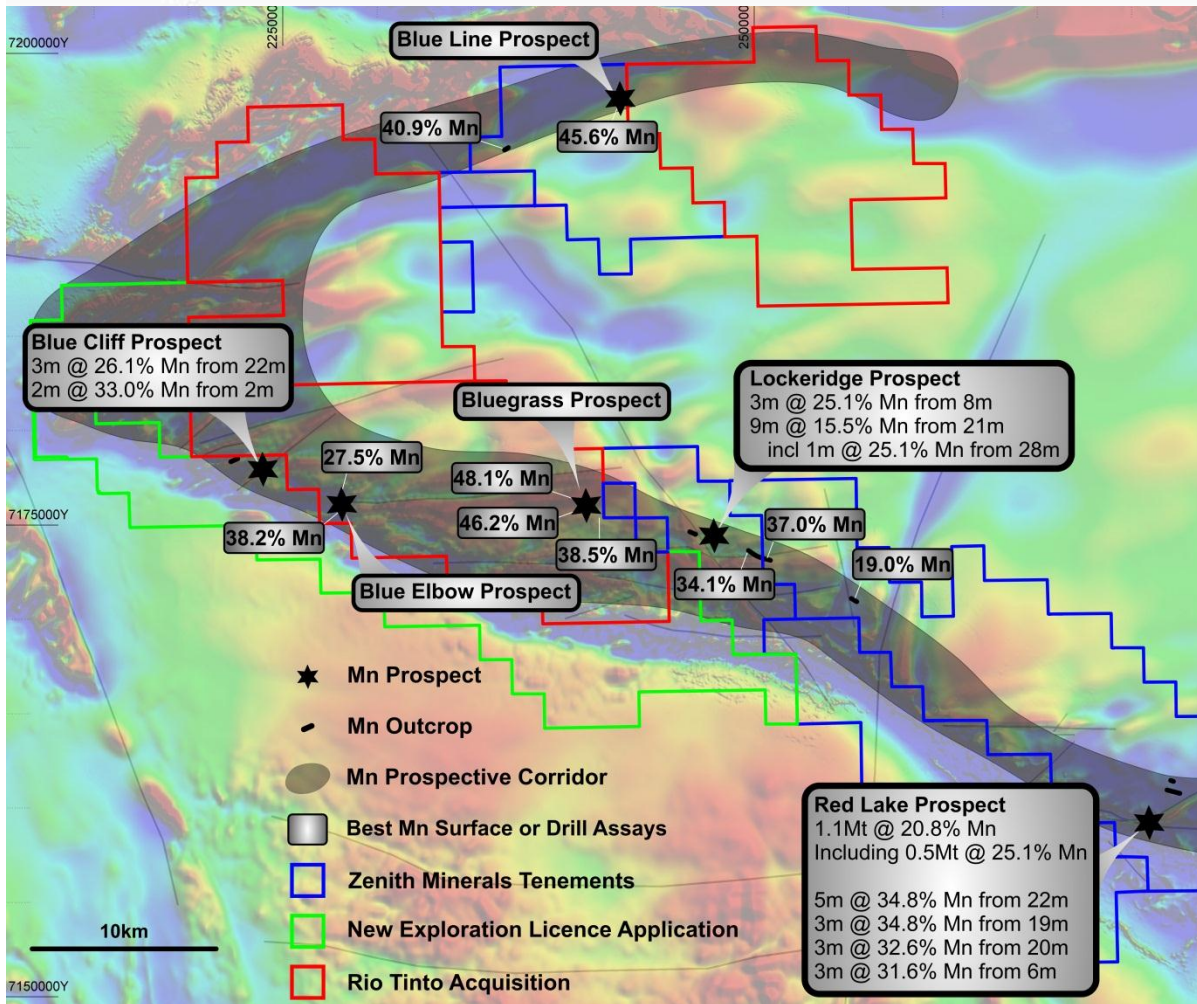 7200000Y
225000
250000
Blue Line Prospect
40.9% Mn
45.6% Mn
Blue Cliff Prospect
3m @ 26.1% Mn from 22m
2m @ 33.0% Mn from 2m
Bluegrass Prospect
Lockeridge Prospect
3m @ 25.1% Mn from 8m
9m @ 15.5% Mn from 21m
incl 1m @ 25.1% Mn from 28m
27.5% Mn
48.1% Mn
7175000Y
38.2% Mn
46.2% Mn
38.5% Mn
37.0% Mn
34.1% Mn
19.0% Mn
Blue Elbow Prospect
Mn Prospect
Mn Outcrop
Mn Prospective Corridor
Best Mn Surface or Drill Assays
Zenith Minerals Tenements
New Exploration Licence Application
Rio Tinto Acquisition
10km
Red Lake Prospect
1.1Mt @ 20.8% Mn
Including 0.5Mt @ 25.1% Mn
5m @ 34.8% Mn from 22m
3m @ 34.8% Mn from 19m
3m @ 32.6% Mn from 20m
3m @ 31.6% Mn from 6m
7150000Y